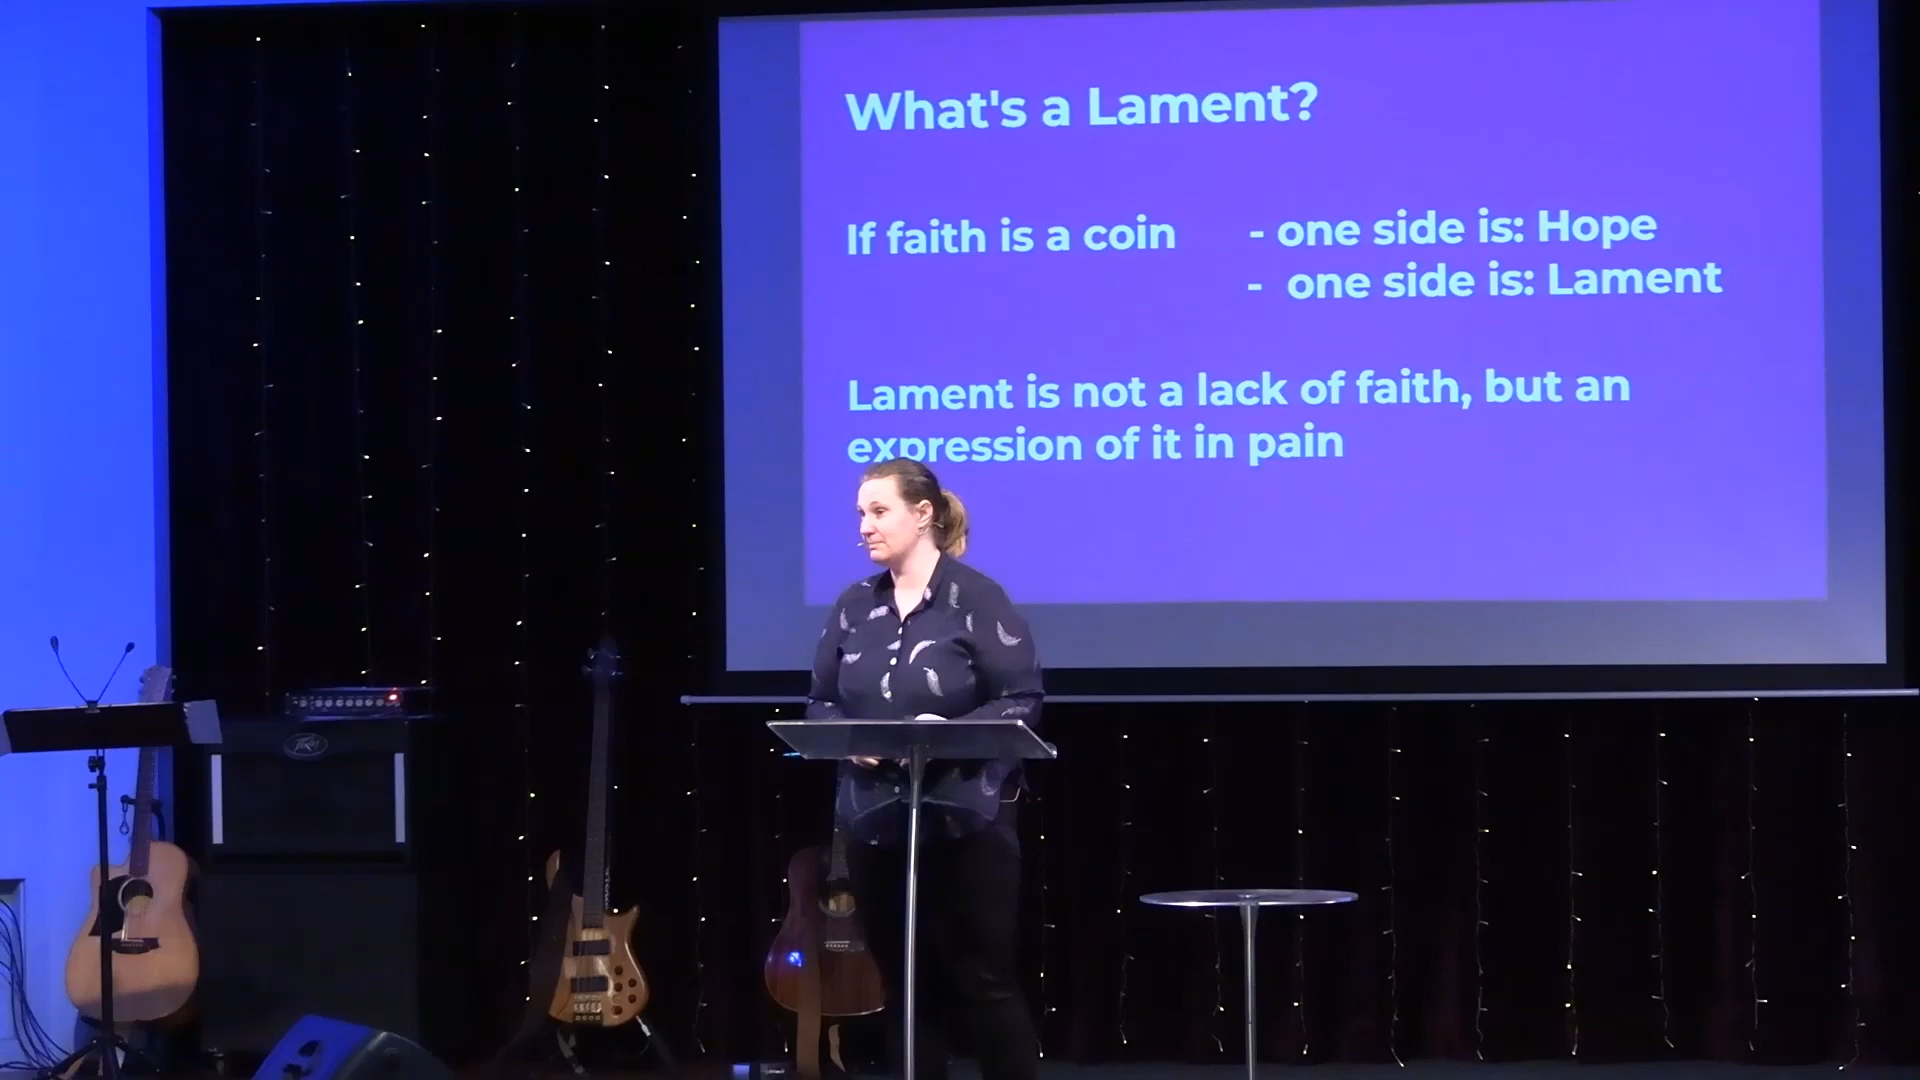 What's a Lament?
If faith is a coin - one side is: Hope
- one side is: Lament
Lament is not a lack of faith, but an
expression of it in pain